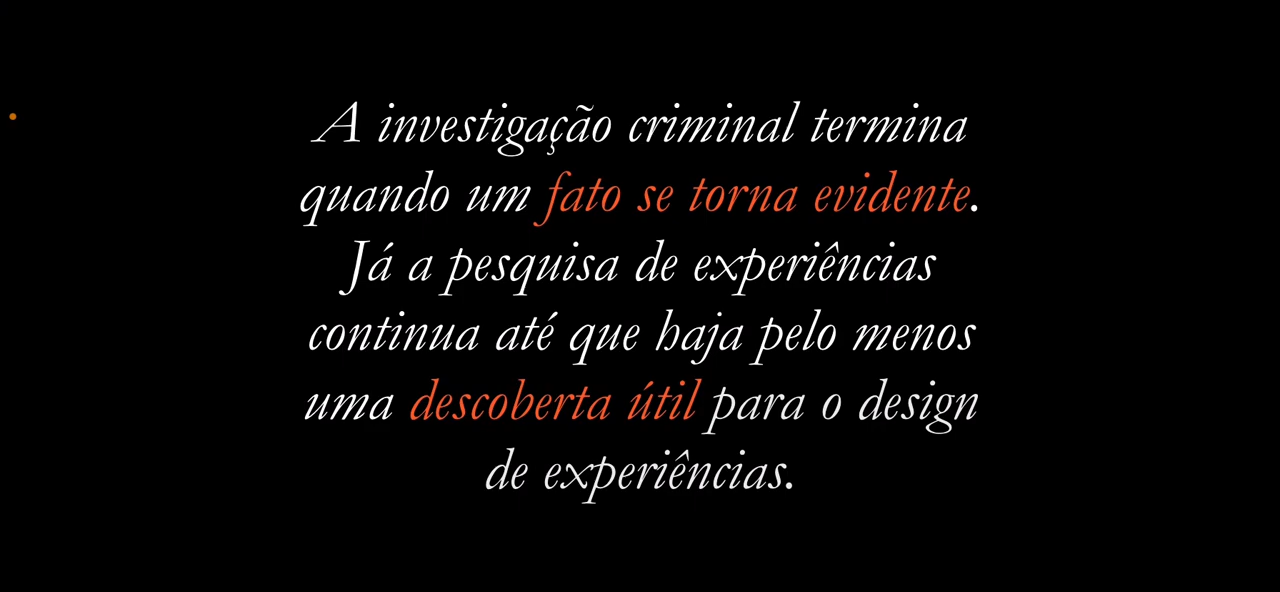 A investigação criminal termina
quando um fato se torna evidente.
Já a pesquisa de experiências
continua até que haja pelo menos
uma descoberta útil para o design
de experiências.